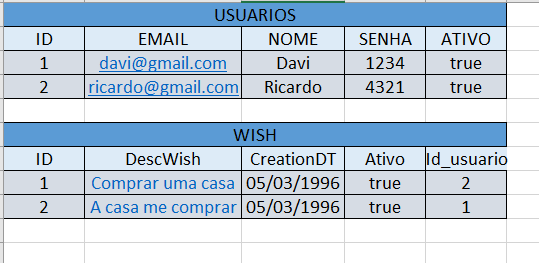 USUARIOS
ID EMAIL NOME SENHA ATIVO
1 davi@gmail.com Davi 1234 true
2 ricardo@gmail.com Ricardo 4321 true
WISH
ID DescWish CreationDT Ativo Id_usuario
1 Comprar uma casa 05/03/1996 true 2
2 A casa me comprar 05/03/1996 true 1